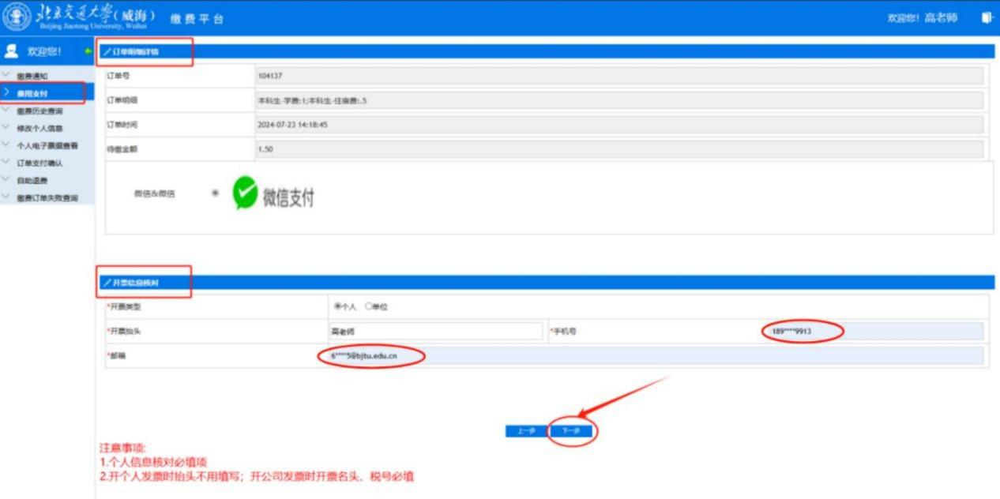 北京交通大学(威海) 缴费平台
Beijing Jiaotong University, Weihai
欢迎您！高老师
欢迎您!
缴费通知
费用支付
缴费历史查询
修改个人信息
个人电子票据查看
订单支付确认
自助退费
缴费订单失败查询
订单明细详情
订单号 104137
订单明细 本科生-学费:1;本科生-住宿费:.5
订单时间 2024-07-23 14:18:45
待缴金额 1.50
微信&微信 微信支付
开票信息核对
*开票类型 个人 单位
*开票抬头 高老师 *手机号 189****9913
*邮箱 6****5@bjtu.edu.cn
上一步 下一步
注意事项:
1.个人信息核对必填项
2.开个人发票时抬头不用填写；开公司发票时开票名头、税号必填